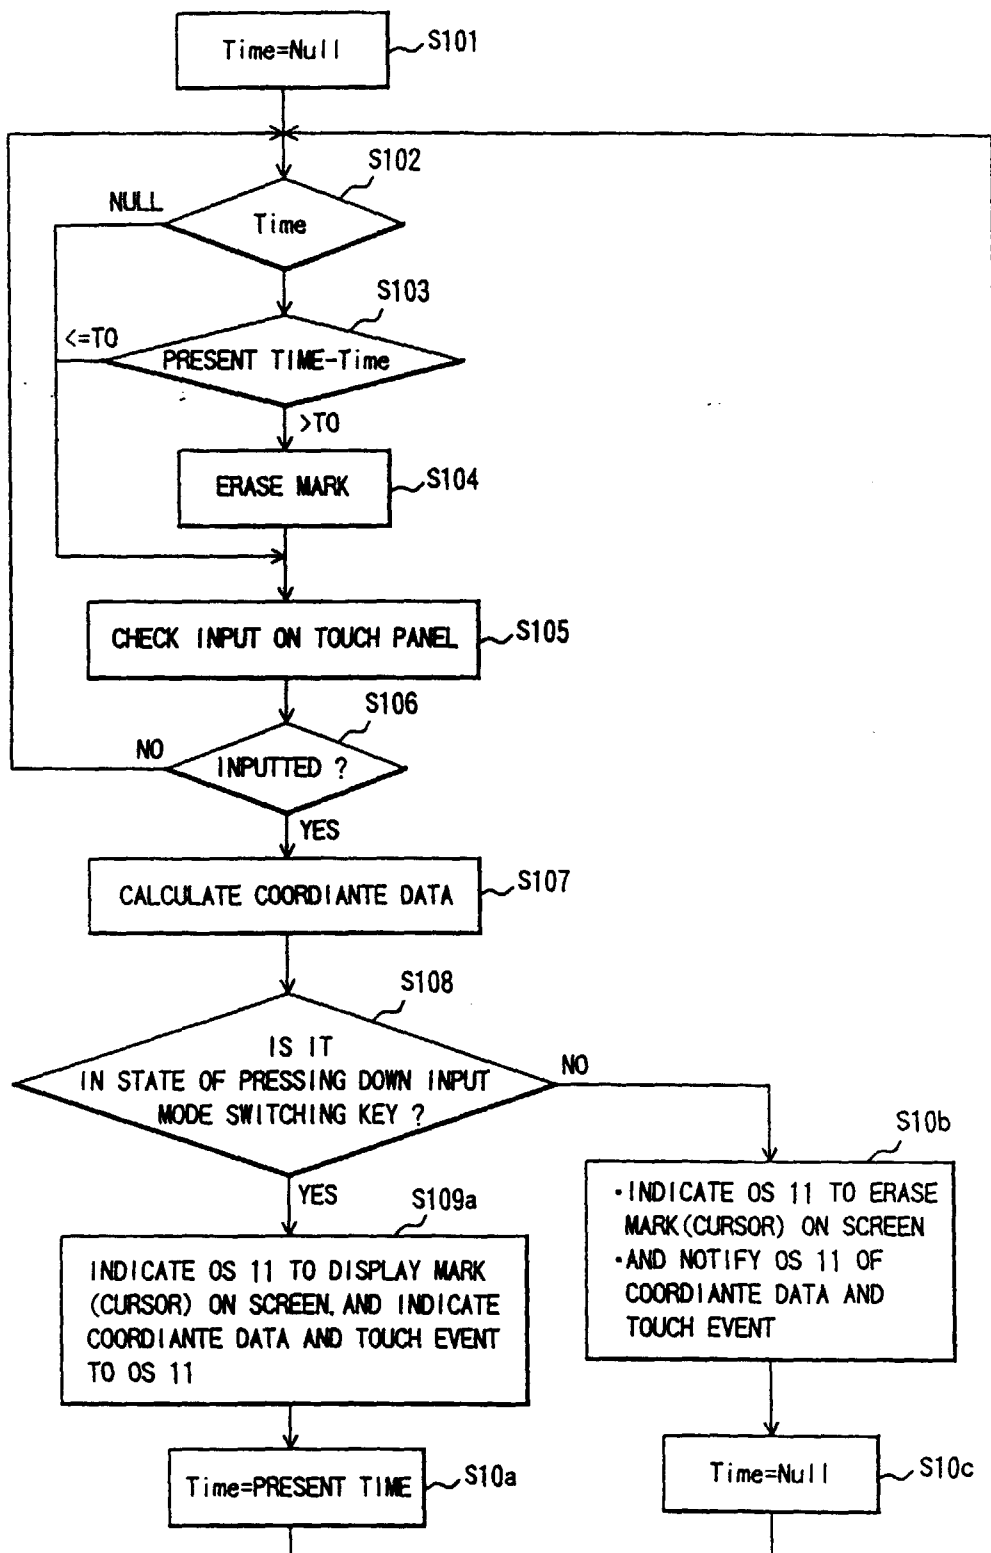 Time=Null
S101
S102
NULL
Time
S103
<=TO
PRESENT TIME-Time
>TO
ERASE MARK
S104
CHECK INPUT ON TOUCH PANEL
S105
S106
NO
INPUTTED ?
YES
CALCULATE COORDIANTE DATA
S107
S108
IS IT
IN STATE OF PRESSING DOWN INPUT
MODE SWITCHING KEY ?
NO
YES
S109a
INDICATE OS 11 TO DISPLAY MARK
(CURSOR) ON SCREEN, AND INDICATE
COORDIANTE DATA AND TOUCH EVENT
TO OS 11
S10b
·INDICATE OS 11 TO ERASE
MARK(CURSOR) ON SCREEN
·AND NOTIFY OS 11 OF
COORDIANTE DATA AND
TOUCH EVENT
Time=PRESENT TIME
S10a
Time=Null
S10c